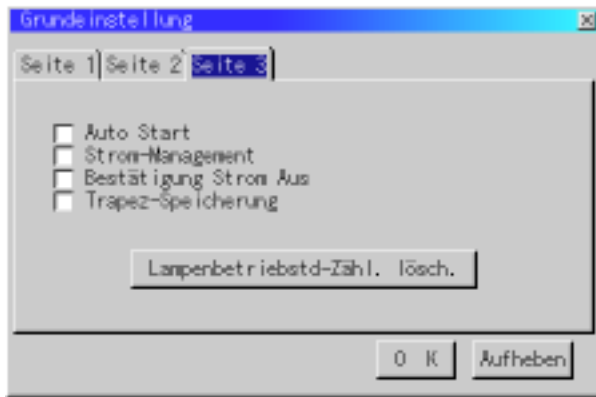 Grundeinstellung
Seite 1 Seite 2 Seite 3
Auto Start
Strom-Management
Bestätigung Strom Aus
Trapez-Speicherung
Lampenbetriebstd-Zähl. lösch.
O K Aufheben